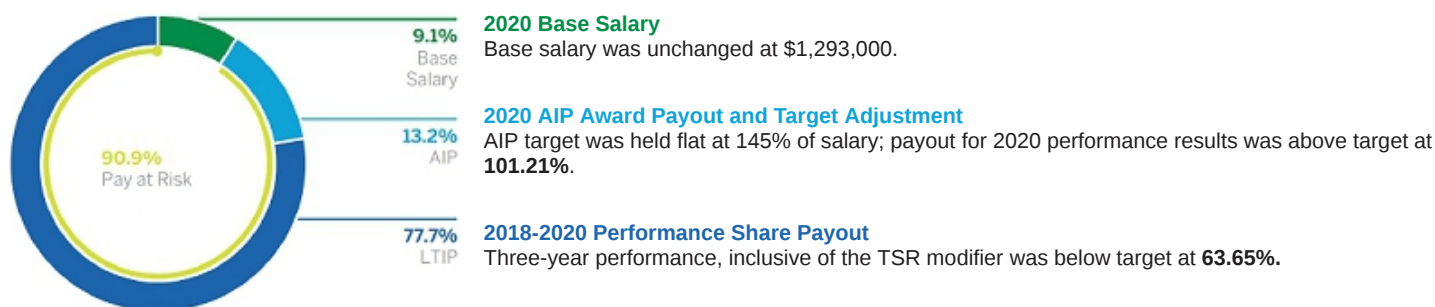 2020 Base Salary
9.1%
Base
Salary
Base salary was unchanged at $1,293,000.
2020 AIP Award Payout and Target Adjustment
13.2%
AIP
AIP target was held flat at 145% of salary; payout for 2020 performance results was above target at
101.21%.
90.9%
Pay at Risk
2018-2020 Performance Share Payout
77.7%
LTIP
Three-year performance, inclusive of the TSR modifier was below target at 63.65%.